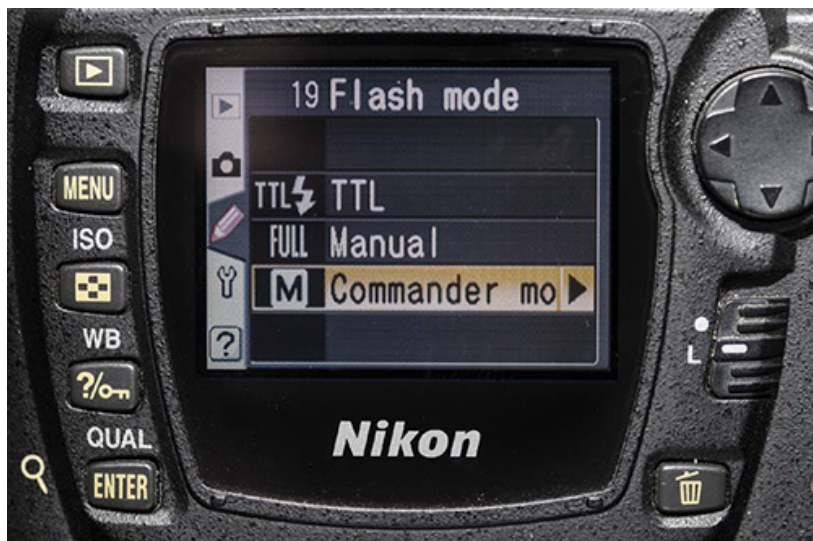 19 Flash mode
TTL TTL
FULL Manual
M Commander mo
?
MENU
ISO
WB
?/
QUAL
ENTER
L
Nikon